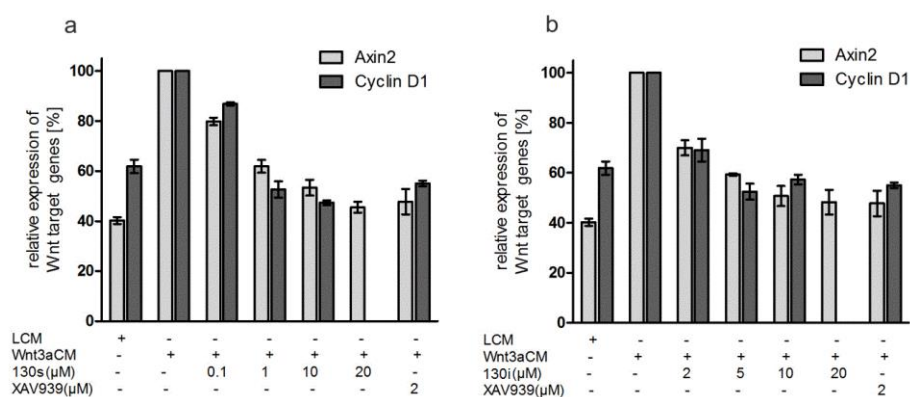 a
Axin2
Cyclin D1
relative expression of
Wnt target genes [%]
100
80
60
40
20
0
LCM + - - - - - -
Wnt3aCM - + + + + + +
130s(μM) - - 0.1 1 10 20 -
XAV939(μM) - - - - - - 2
b
Axin2
Cyclin D1
relative expression of
Wnt target genes [%]
100
80
60
40
20
0
LCM + - - - - - -
Wnt3aCM - + + + + + +
130i(μM) - - 2 5 10 20 -
XAV939(μM) - - - - - - 2